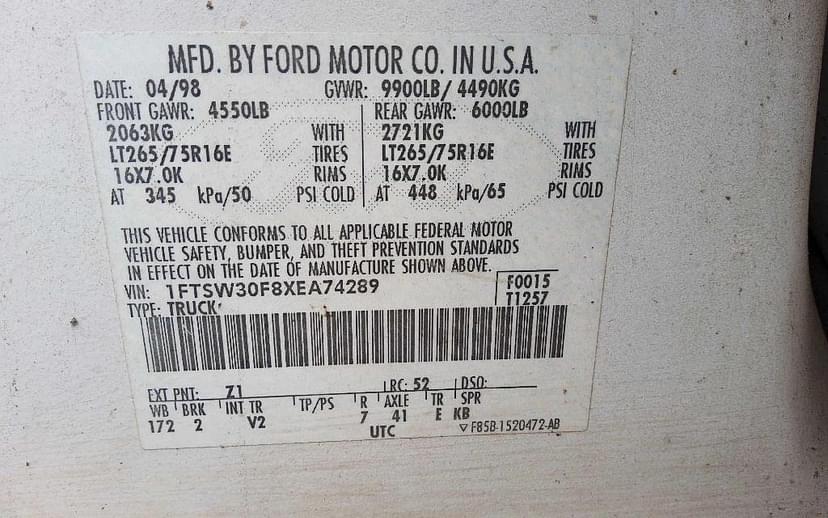 MFD. BY FORD MOTOR CO. IN U.S.A.
DATE: 04/98 GVWR: 9900LB/ 4490KG
FRONT GAWR: 4550LB REAR GAWR: 6000LB
2063KG WITH 2721KG WITH
LT265/75R16E TIRES LT265/75R16E TIRES
16X7.0K RIMS 16X7.0K RIMS
AT 345 kPa/50 PSI COLD AT 448 kPa/65 PSI COLD
THIS VEHICLE CONFORMS TO ALL APPLICABLE FEDERAL MOTOR
VEHICLE SAFETY, BUMPER, AND THEFT PREVENTION STANDARDS
IN EFFECT ON THE DATE OF MANUFACTURE SHOWN ABOVE.
VIN: 1FTSW30F8XEA74289 F0015
TYPE: TRUCK T1257
EXT PNT: Z1 RC: 52 DSO:
WB BRK INT TR TP/PS R AXLE TR SPR
172 2 V2 7 41 E KB
UTC ▽F85B-1520472-AB